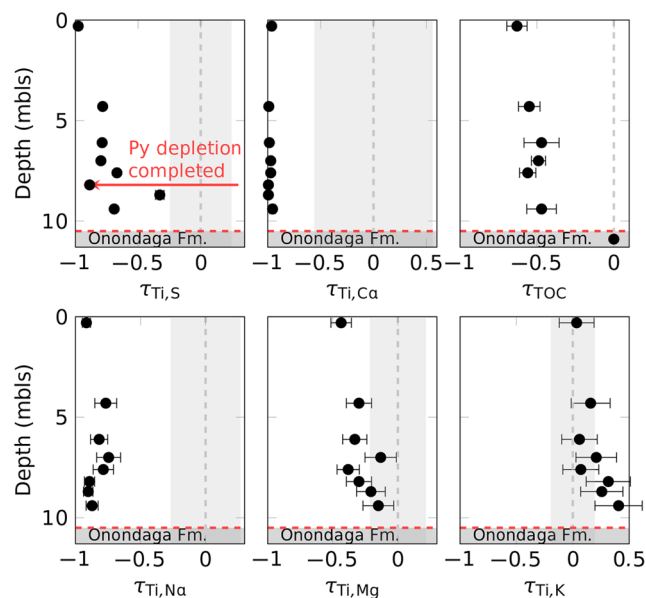 0
5
10
Depth (mbls)
Py depletion
completed
Onondaga Fm.
−1
−0.5
0
τTi,S
Onondaga Fm.
−1
−0.5
0
0.5
τTi,Ca
Onondaga Fm.
−1
−0.5
0
τTOC
0
5
10
Depth (mbls)
Onondaga Fm.
−1
−0.5
0
τTi,Na
Onondaga Fm.
−1
−0.5
0
τTi,Mg
Onondaga Fm.
−1
−0.5
0
0.5
τTi,K